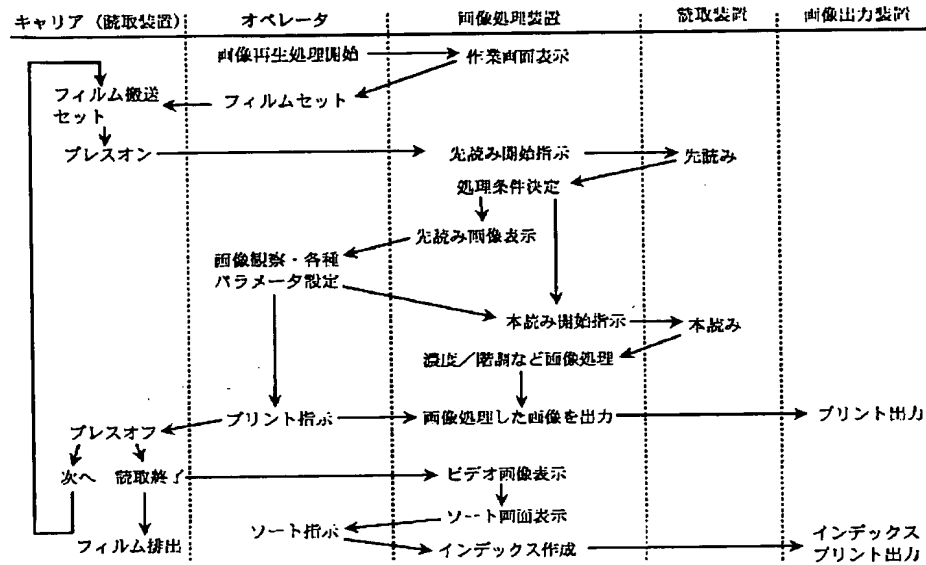 キャリア（読取装置） オペレータ 画像処理装置 読取装置 画像出力装置
画像再生処理開始 作業画面表示
フィルム搬送 フィルムセット
セット
プレスオン 先読み開始指示 先読み
処理条件決定
先読み画像表示
画像観察・各種
パラメータ設定
本読み開始指示 本読み
濃度／階調など画像処理
プリント指示 画像処理した画像を出力 プリント出力
プレスオフ
次へ 読取終了 ビデオ画像表示
ソート画面表示
ソート指示
フィルム排出 インデックス作成 インデックス
プリント出力